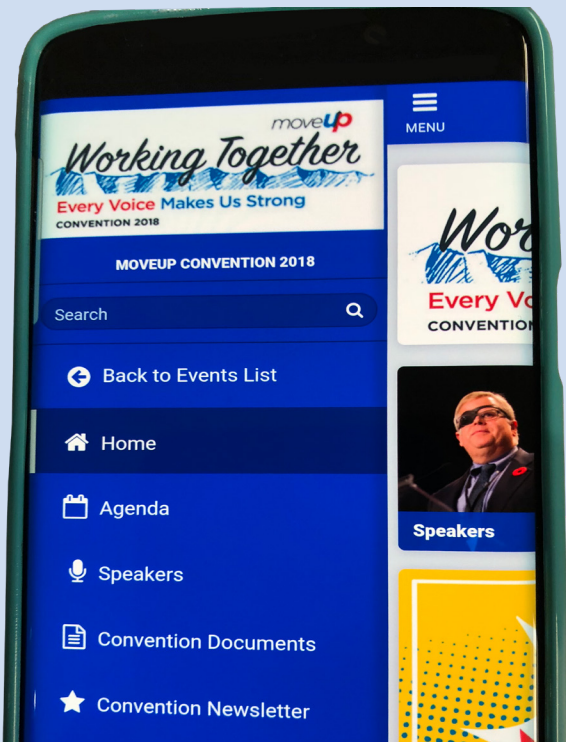 moveup
Working Together
Every Voice Makes Us Strong
CONVENTION 2018
MOVEUP CONVENTION 2018
Search
Back to Events List
Home
Agenda
Speakers
Convention Documents
Convention Newsletter
MENU
Wor
Every Vo
CONVENTION
Speakers